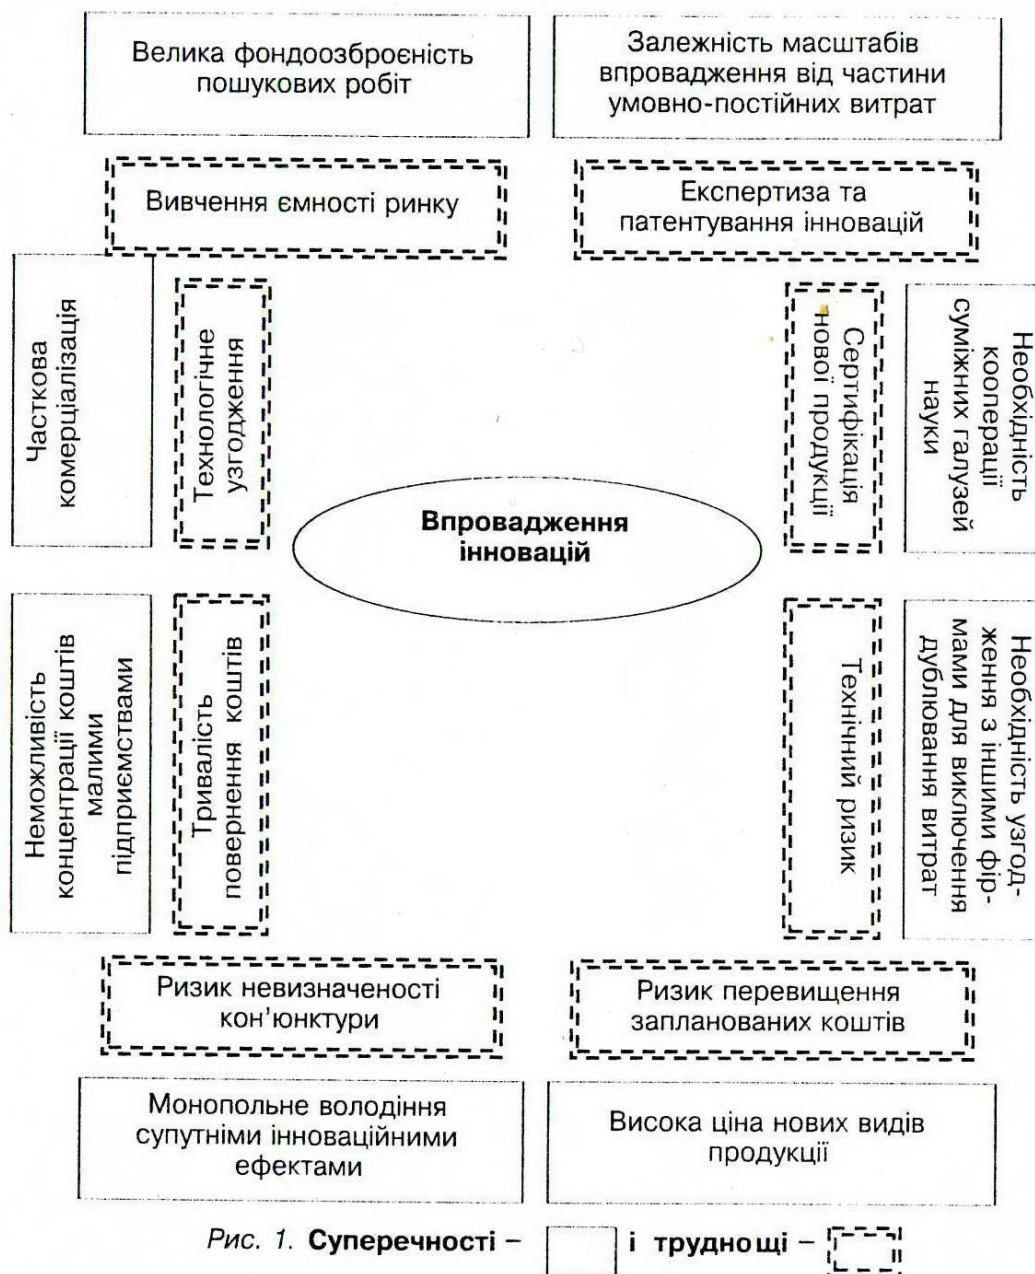 Велика фондоозброєність
пошукових робіт
Залежність масштабів
впровадження від частини
умовно-постійних витрат
Вивчення ємності ринку
Експертиза та
патентування інновацій
Часткова
комерціалізація
Технологічне
узгодження
Сертифікація
нової продукції
Необхідність
кооперації
суміжних галузей
науки
Впровадження
інновацій
Неможливість
концентрації коштів
малими
підприємствами
Тривалість
повернення коштів
Технічний ризик
Необхідність узгод-
ження з іншими фір-
мами для виключення
дублювання витрат
Ризик невизначеності
кон’юнктури
Ризик перевищення
запланованих коштів
Монопольне володіння
супутніми інноваційними
ефектами
Висока ціна нових видів
продукції
Рис. 1. Суперечності – і труднощі –